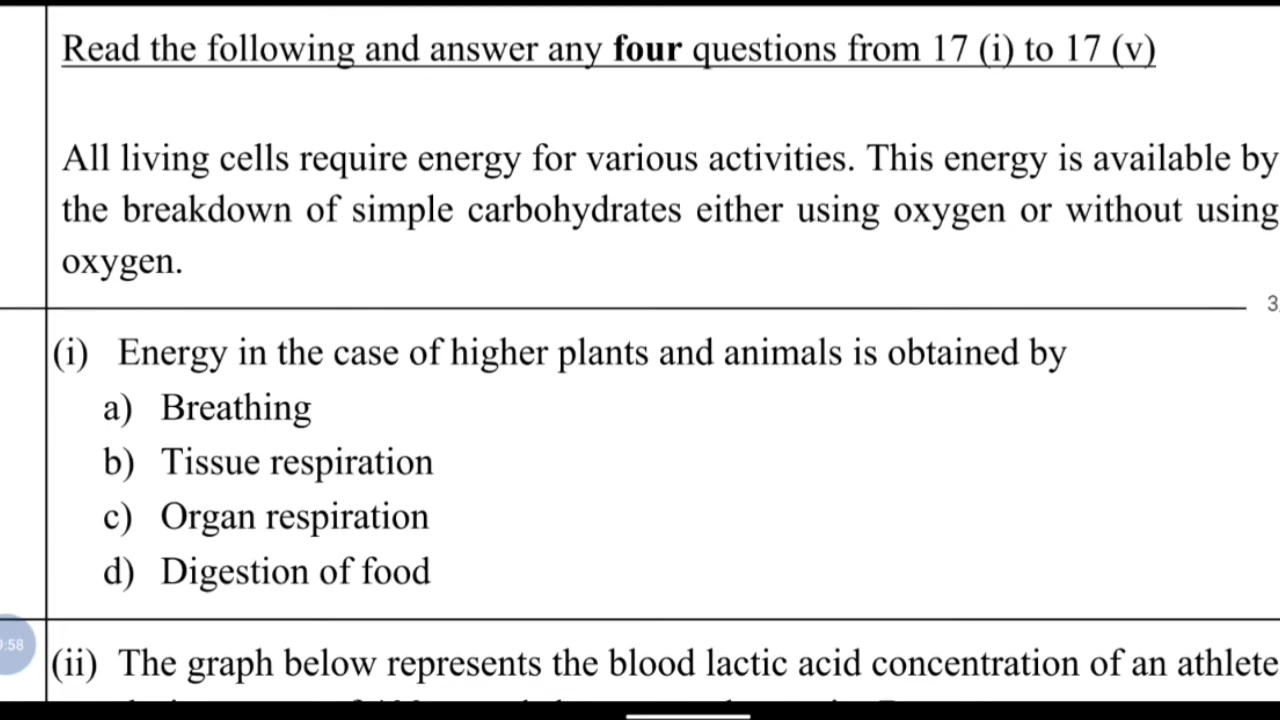 Read the following and answer any four questions from 17 (i) to 17 (v)
All living cells require energy for various activities. This energy is available by
the breakdown of simple carbohydrates either using oxygen or without using
oxygen.
3
(i) Energy in the case of higher plants and animals is obtained by
a) Breathing
b) Tissue respiration
c) Organ respiration
d) Digestion of food
:58
(ii) The graph below represents the blood lactic acid concentration of an athlete